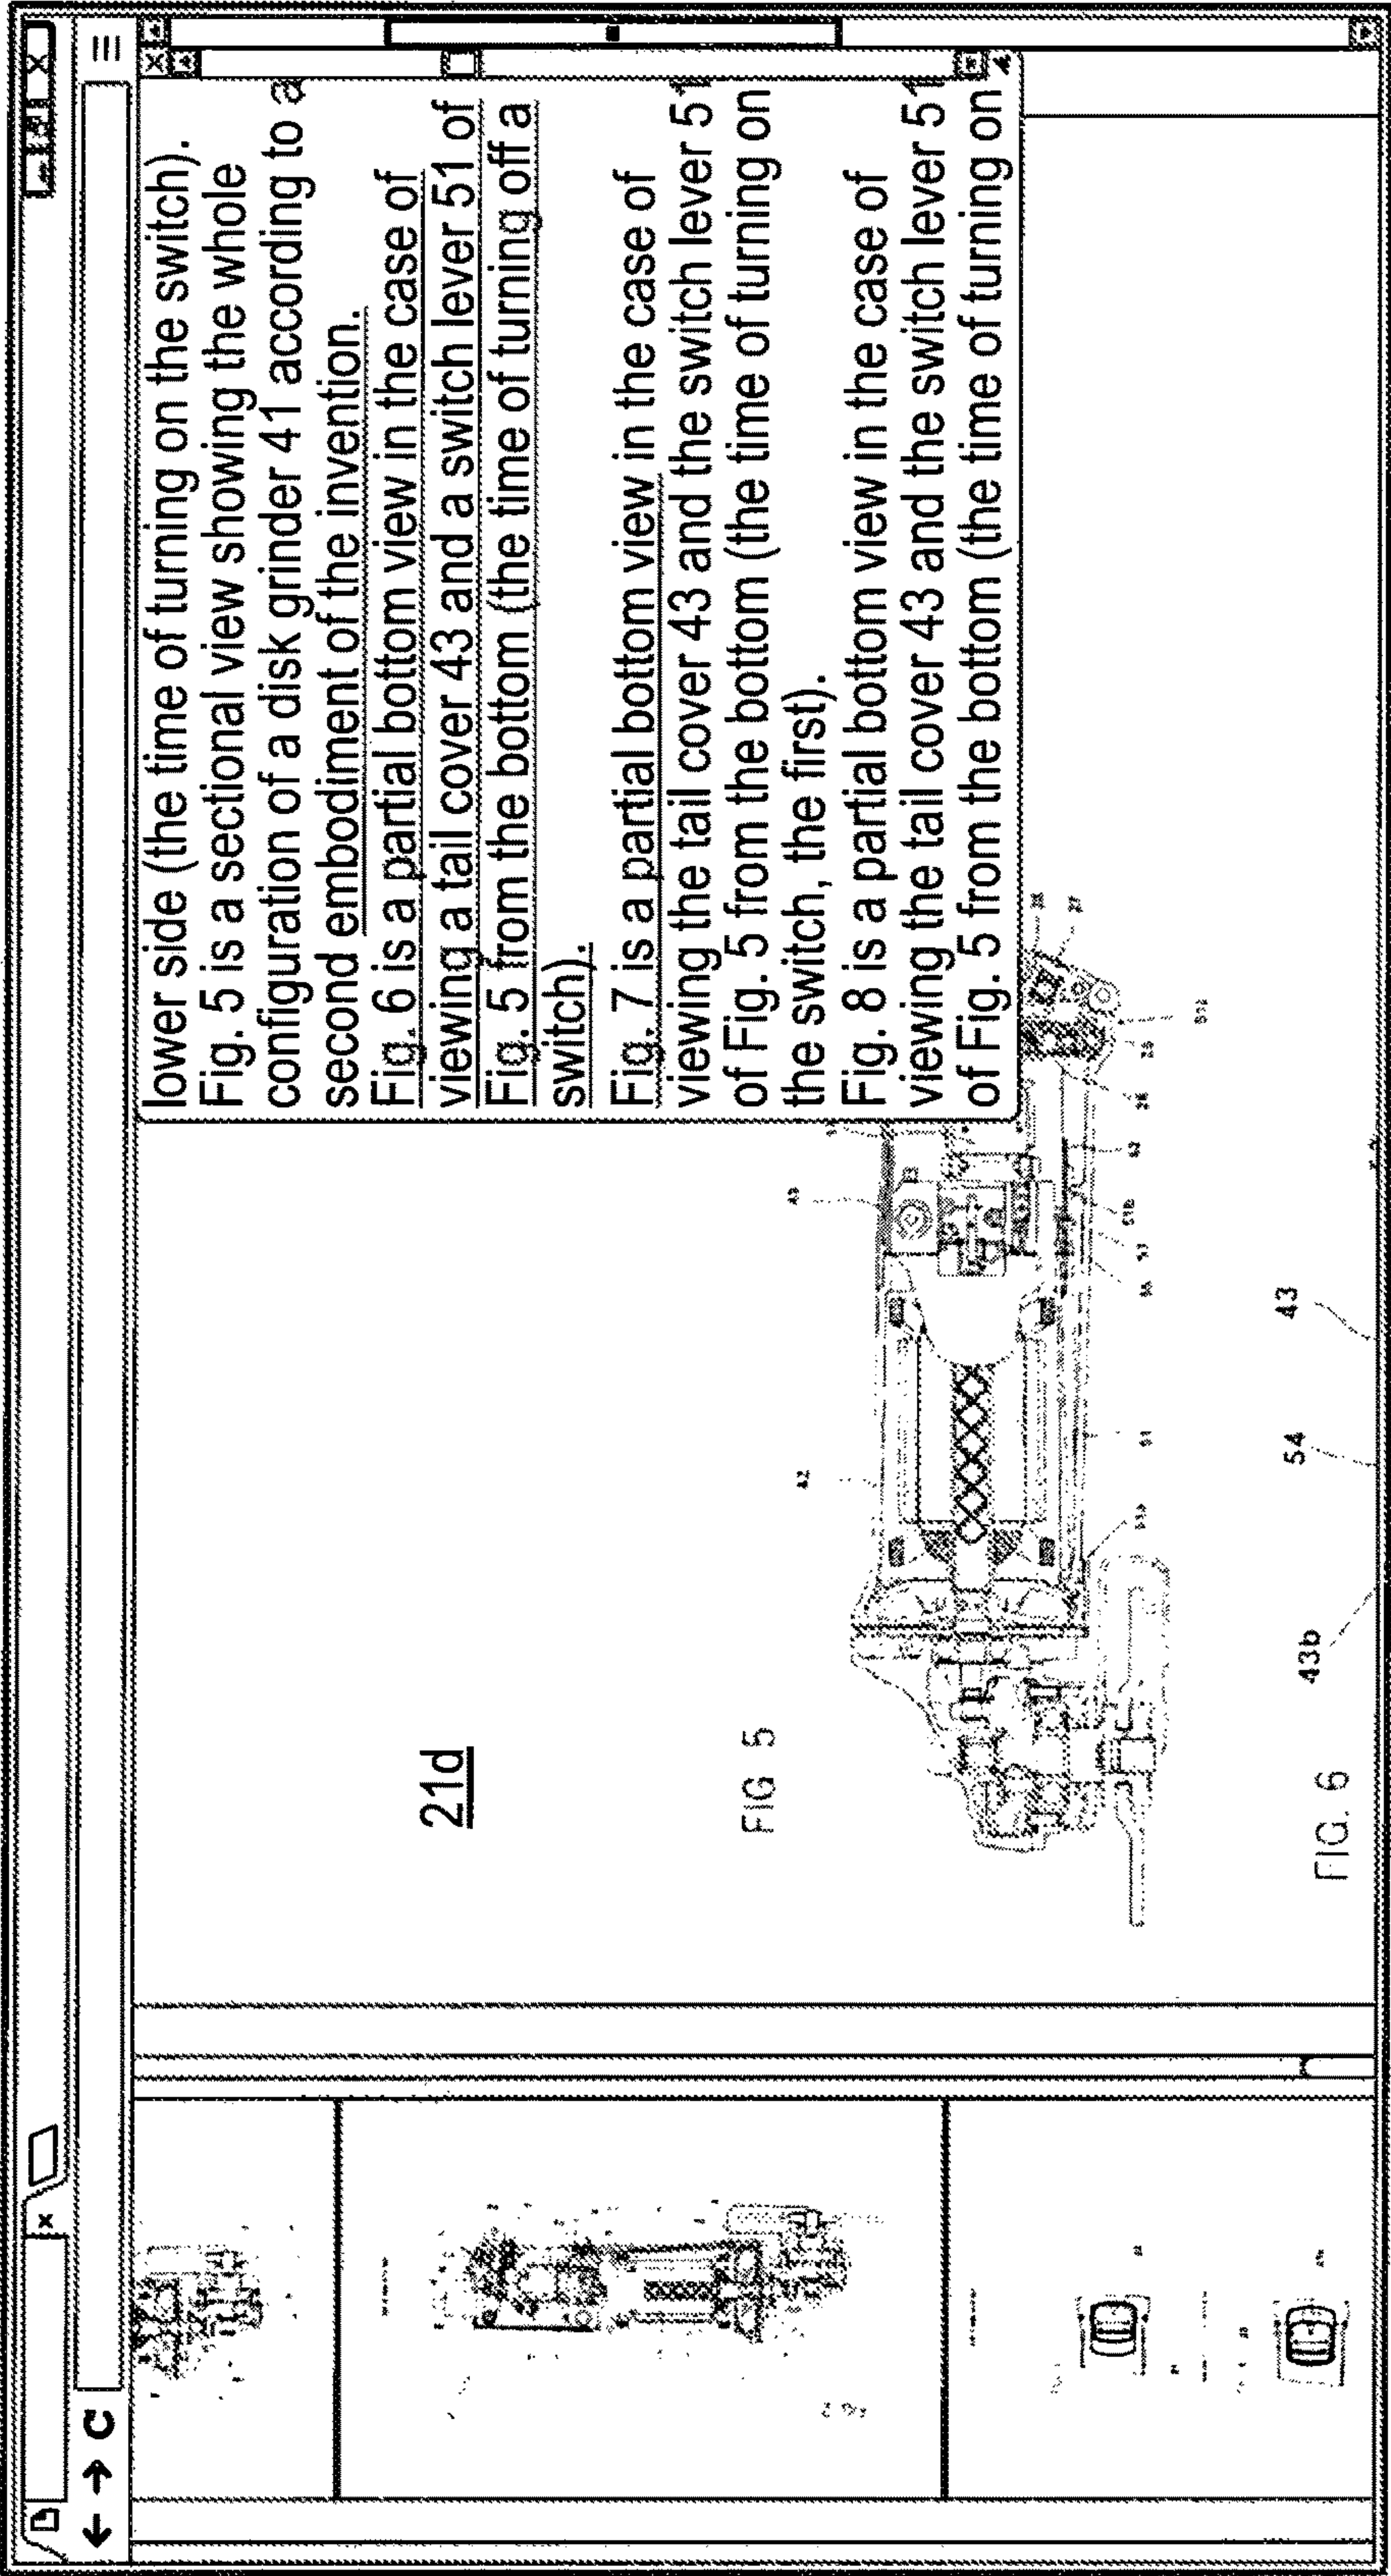 lower side (the time of turning on the switch).
Fig. 5 is a sectional view showing the whole
configuration of a disk grinder 41 according to a
second embodiment of the invention.
Fig. 6 is a partial bottom view in the case of
viewing a tail cover 43 and a switch lever 51 of
Fig. 5 from the bottom (the time of turning off a
switch).
Fig. 7 is a partial bottom view in the case of
viewing the tail cover 43 and the switch lever 51
of Fig. 5 from the bottom (the time of turning on
the switch, the first).
Fig. 8 is a partial bottom view in the case of
viewing the tail cover 43 and the switch lever 51
of Fig. 5 from the bottom (the time of turning on
21d
FIG 5
42
51
FIG. 6
43b
54
43